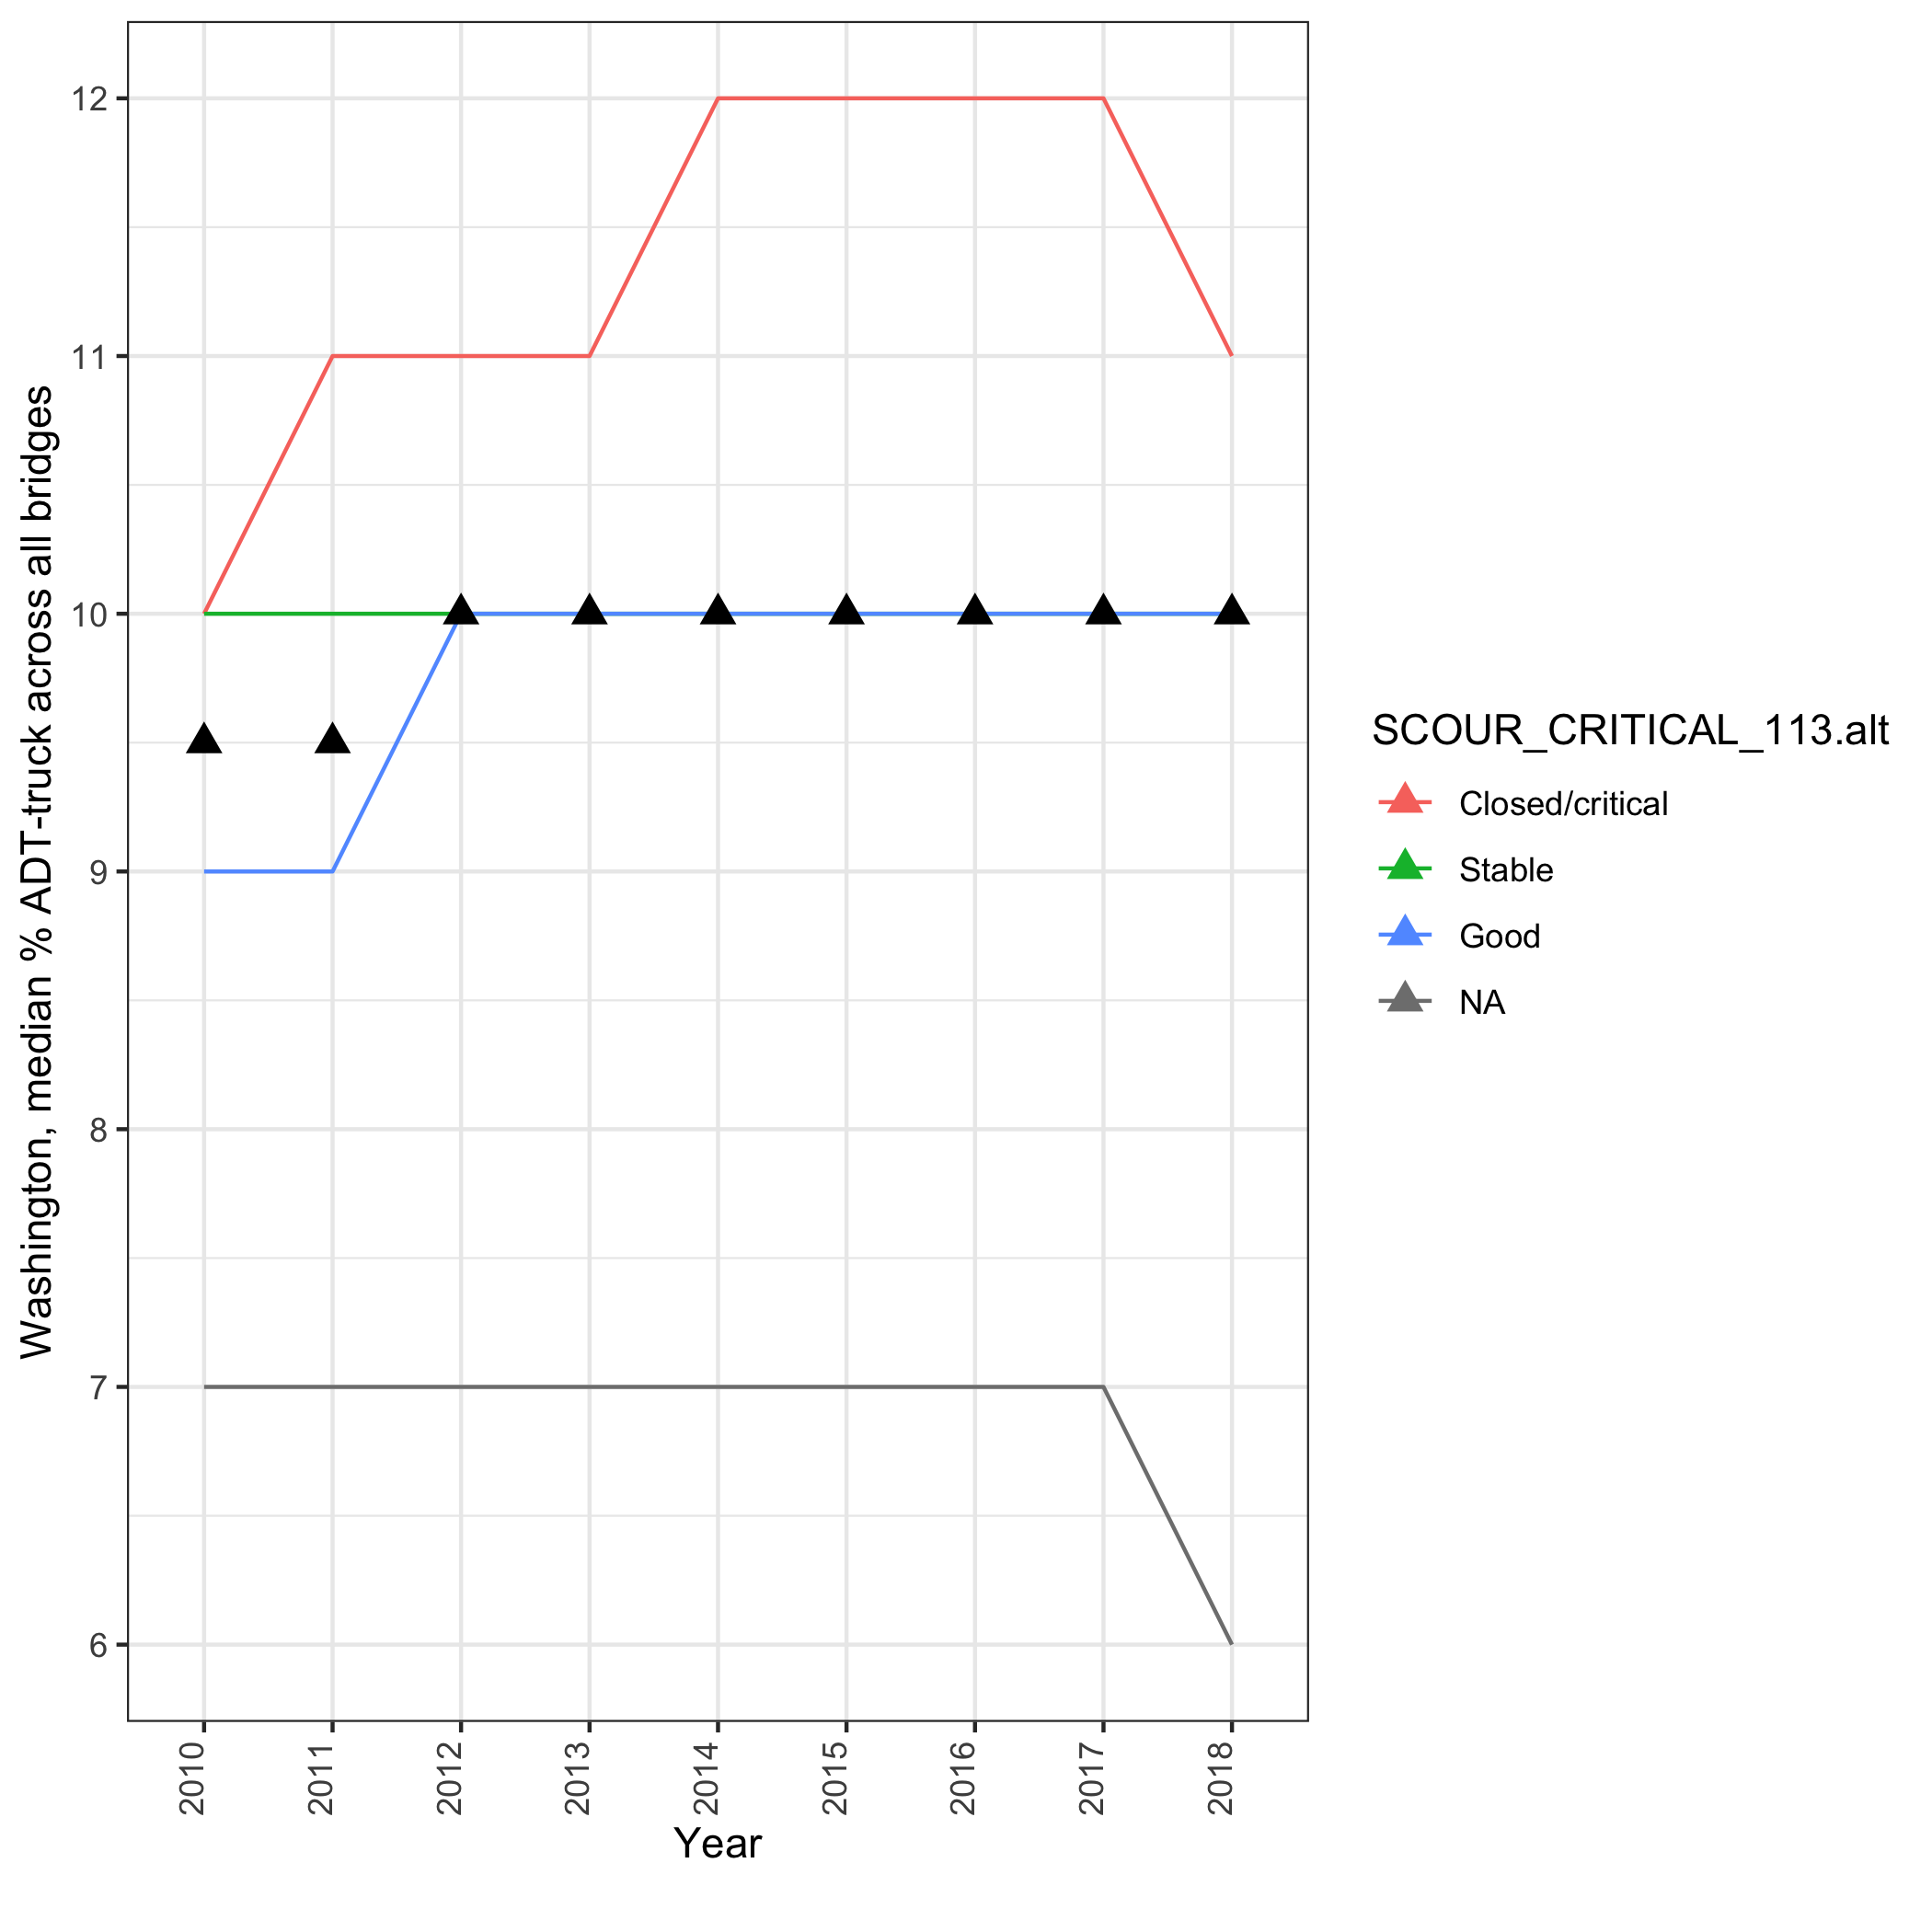 Washington, median % ADT-truck across all bridges
12
11
10
9
8
7
6
2010
2011
2012
2013
2014
2015
2016
2017
2018
Year
SCOUR_CRITICAL_113.alt
Closed/critical
Stable
Good
NA